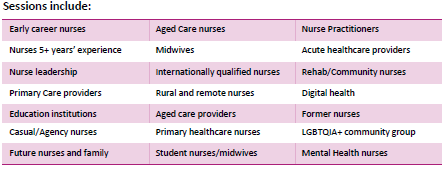 Sessions include:
Early career nurses Aged Care nurses Nurse Practitioners
Nurses 5+ years’ experience Midwives Acute healthcare providers
Nurse leadership Internationally qualified nurses Rehab/Community nurses
Primary Care providers Rural and remote nurses Digital health
Education institutions Aged care providers Former nurses
Casual/Agency nurses Primary healthcare nurses LGBTQIA+ community group
Future nurses and family Student nurses/midwives Mental Health nurses